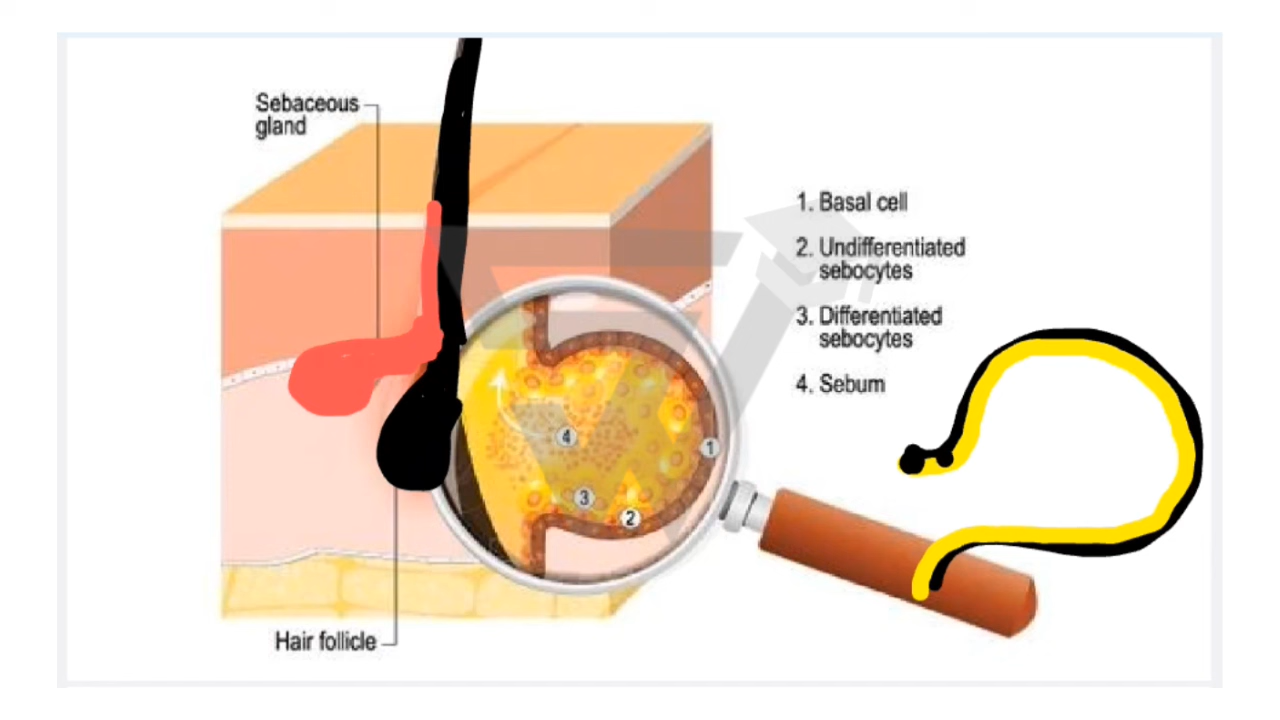 Sebaceous
gland
1. Basal cell
2. Undifferentiated
sebocytes
3. Differentiated
sebocytes
4. Sebum
4
1
3
2
Hair follicle